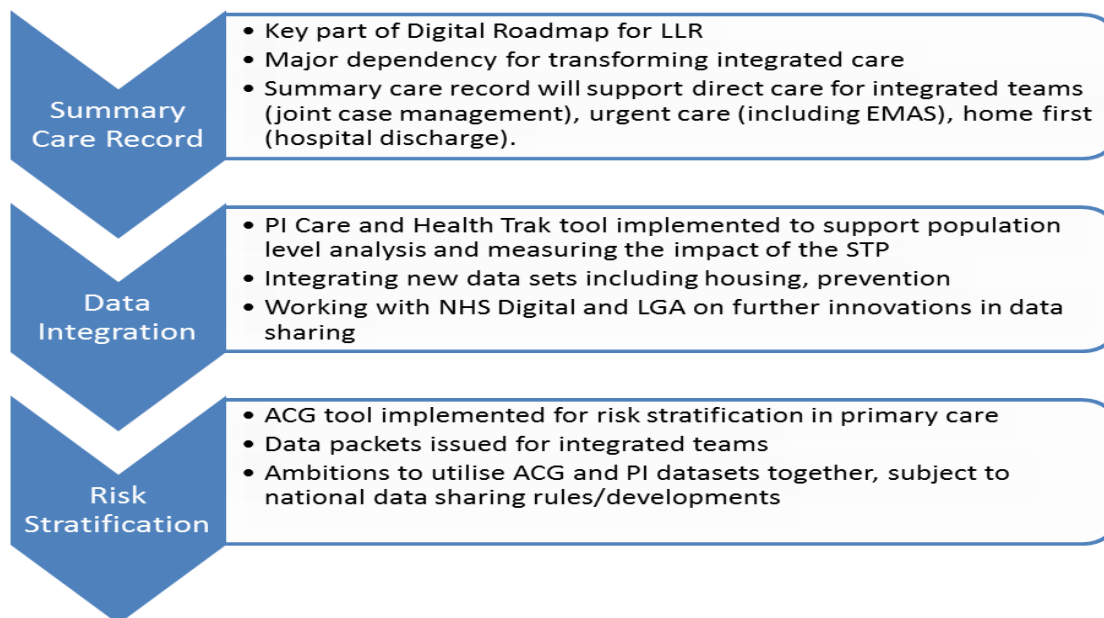 Summary
Care Record
• Key part of Digital Roadmap for LLR
• Major dependency for transforming integrated care
• Summary care record will support direct care for integrated teams
(joint case management), urgent care (including EMAS), home first
(hospital discharge).
Data
Integration
• PI Care and Health Trak tool implemented to support population
level analysis and measuring the impact of the STP
• Integrating new data sets including housing, prevention
• Working with NHS Digital and LGA on further innovations in data
sharing
Risk
Stratification
• ACG tool implemented for risk stratification in primary care
• Data packets issued for integrated teams
• Ambitions to utilise ACG and PI datasets together, subject to
national data sharing rules/developments